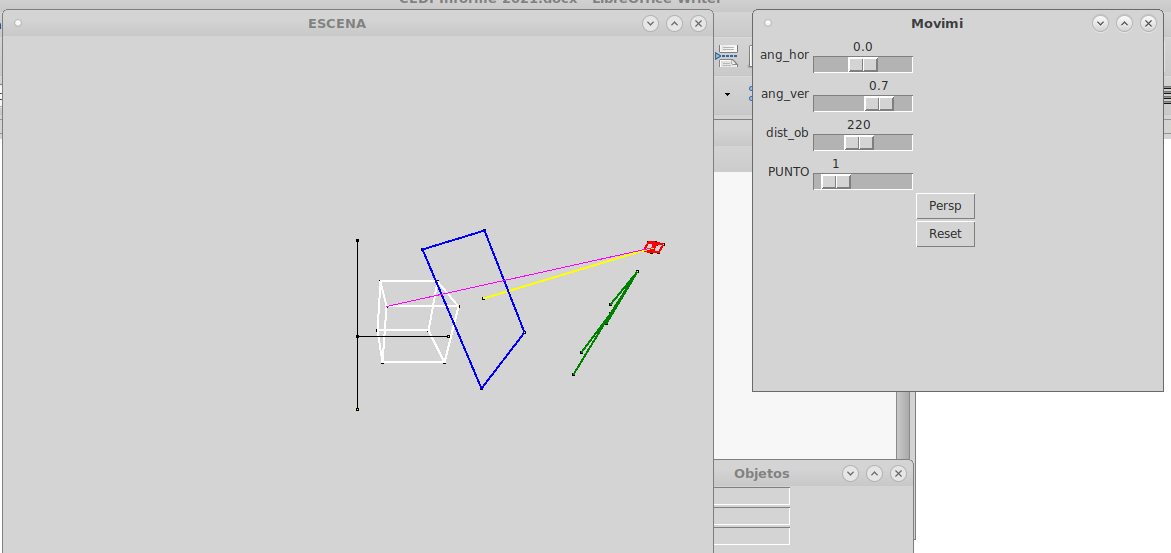 ESCENA
Movimi
ang_hor
0.0
ang_ver
0.7
dist_ob
220
PUNTO
1
Persp
Reset
Objetos